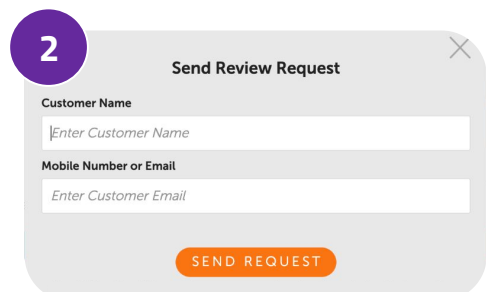 2
Send Review Request
Customer Name
Enter Customer Name
Mobile Number or Email
Enter Customer Email
SEND REQUEST